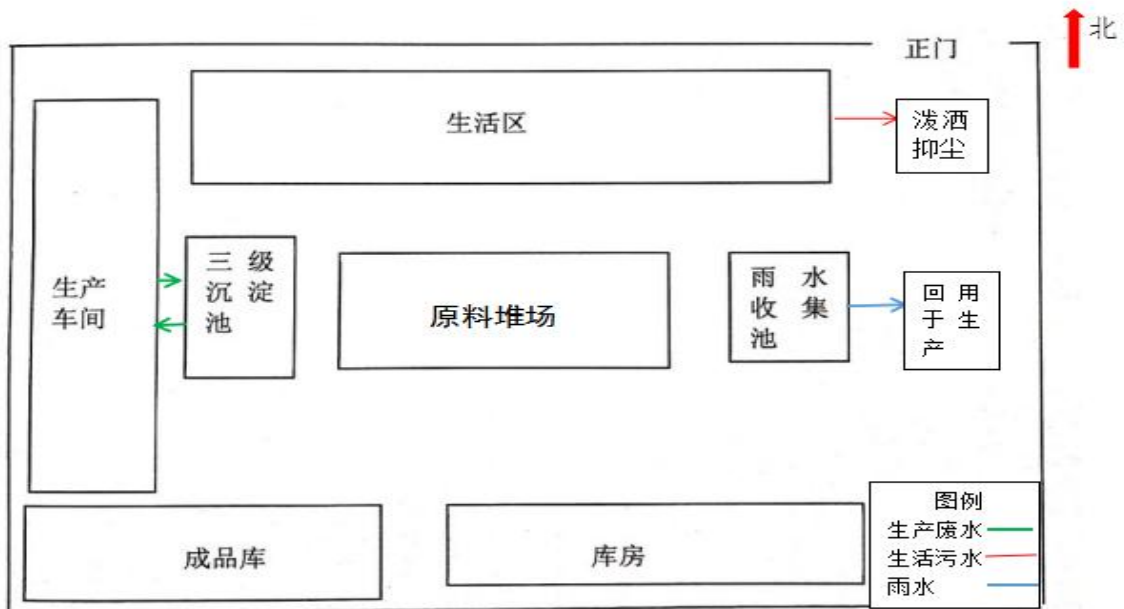 北
正门
生活区
泼洒
抑尘
生产
车间
三 级
沉 淀
池
原料堆场
雨 水
收 集
池
回 用
于 生
产
成品库
库房
图例
生产废水
生活污水
雨水